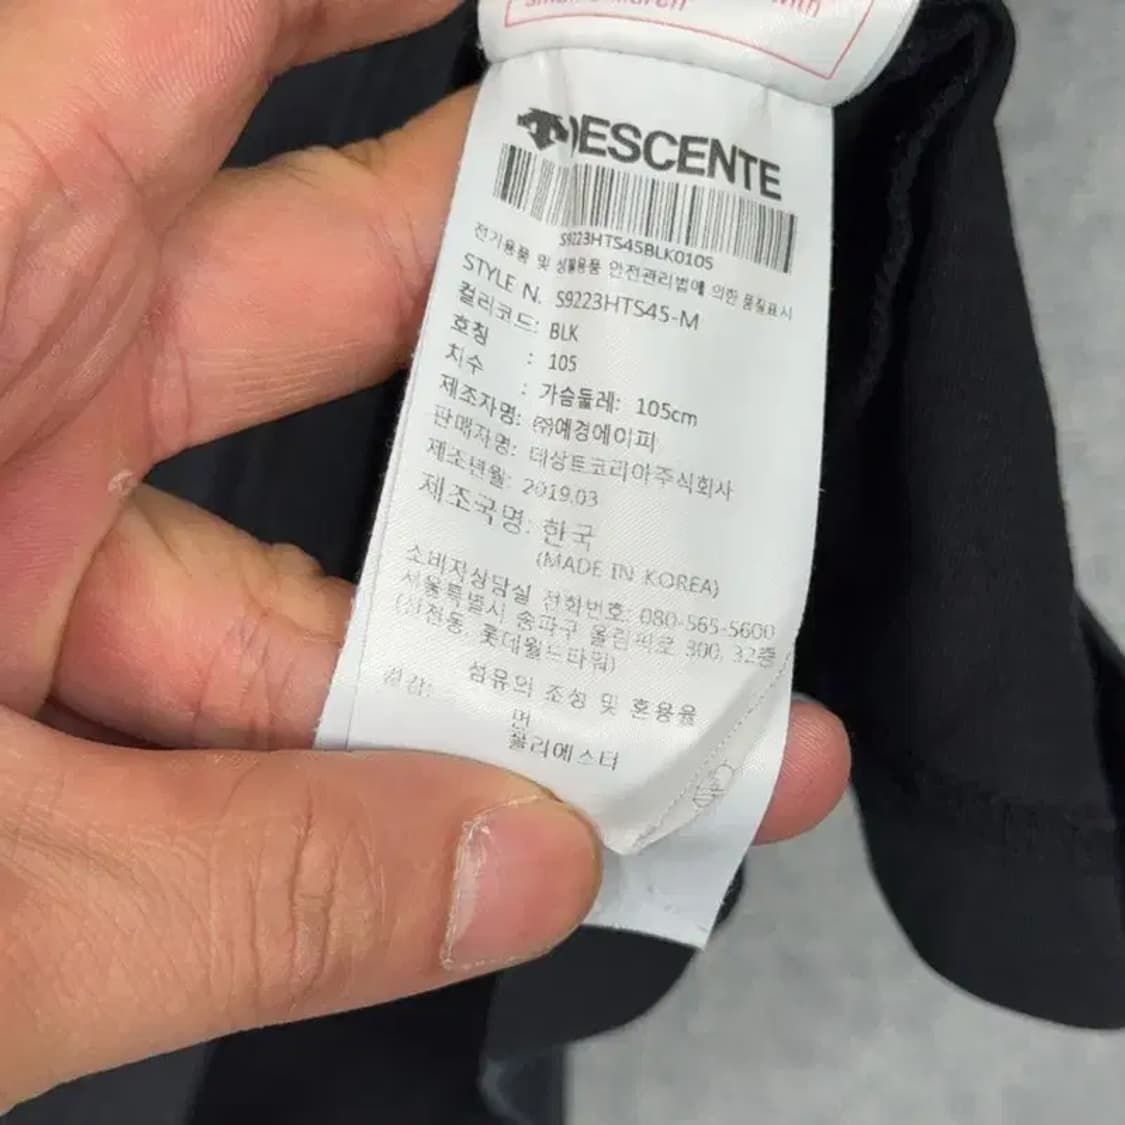 small children with
DESCENTE
S9223HTS45BLK0105
전기용품 및 생활용품 안전관리법에 의한 품질표시
STYLE N. S9223HTS45-M
컬러코드: BLK
호칭 : 105
치수 : 가슴둘레: 105cm
제조자명: ㈜예경에이피
판매자명: 데상트코리아주식회사
제조년월: 2019.03
제조국명: 한국
(MADE IN KOREA)
소비자상담실 전화번호: 080-565-5600
서울특별시 송파구 올림픽로 300, 32층
(신천동 롯데월드타워)
섬유의 조성 및 혼용율
겉감: 면
폴리에스터